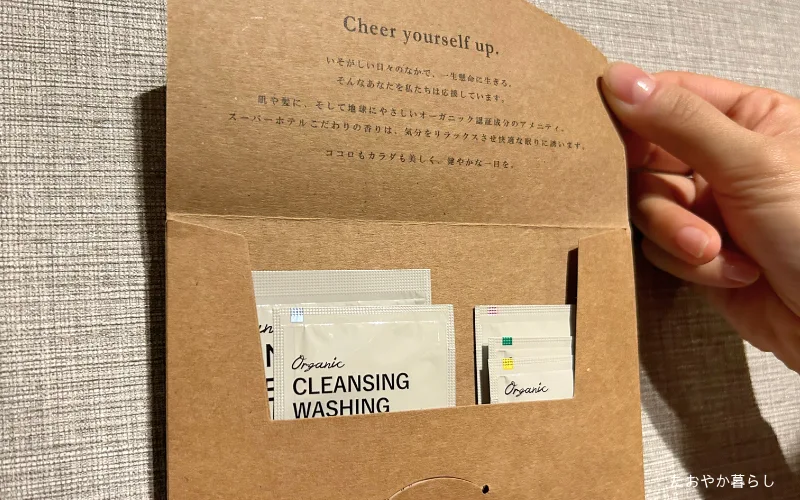 Cheer yourself up.
いそがしい日々のなかで、一生懸命に生きる。
そんなあなたを私たちは応援しています。
肌や髪に、そして地球にやさしいオーガニック認証成分のアメニティ。
スーパーホテルこだわりの香りは、気分をリラックスさせ快適な眠りに誘います。
ココロもカラダも美しく、健やかな一日を。
Organic
CLEANSING
WASHING
Organic
たおやか暮らし